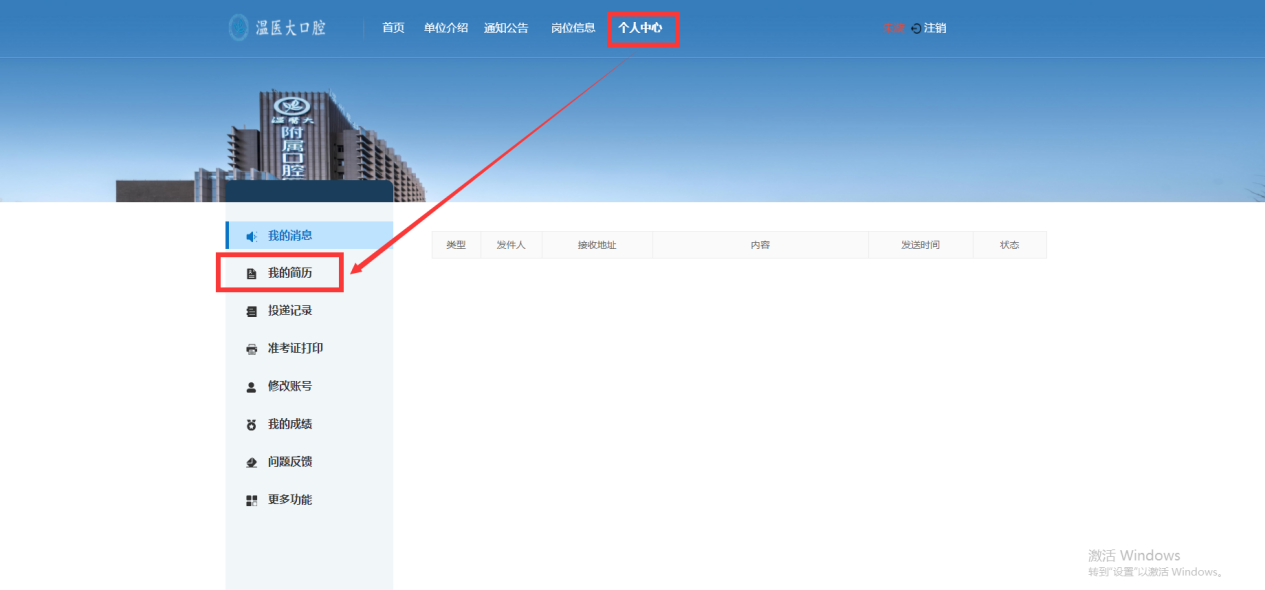 温医大口腔
首页 单位介绍 通知公告 岗位信息 个人中心
注销
温医大
附属口腔
我的消息
我的简历
投递记录
准考证打印
修改账号
我的成绩
问题反馈
更多功能
类型 发件人 接收地址 内容 发送时间 状态
激活 Windows
转到"设置"以激活 Windows。